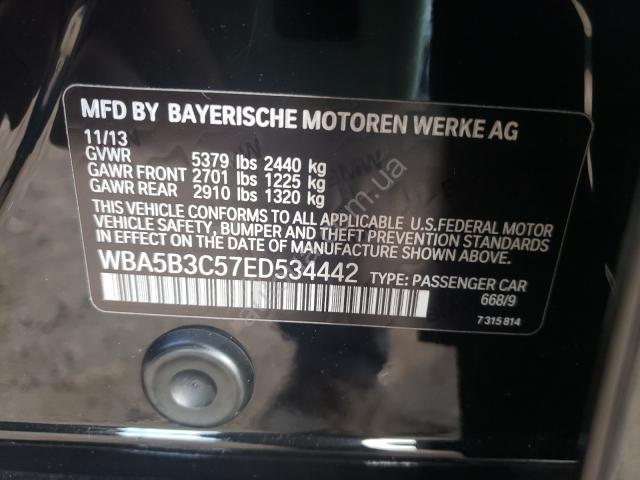 MFD BY BAYERISCHE MOTOREN WERKE AG
11/13
GVWR 5379 lbs 2440 kg
GAWR FRONT 2701 lbs 1225 kg
GAWR REAR 2910 lbs 1320 kg
THIS VEHICLE CONFORMS TO ALL APPLICABLE U.S.FEDERAL MOTOR
VEHICLE SAFETY, BUMPER AND THEFT PREVENTION STANDARDS
IN EFFECT ON THE DATE OF MANUFACTURE SHOWN ABOVE.
WBA5B3C57ED534442 TYPE: PASSENGER CAR
668/9
7 315 814